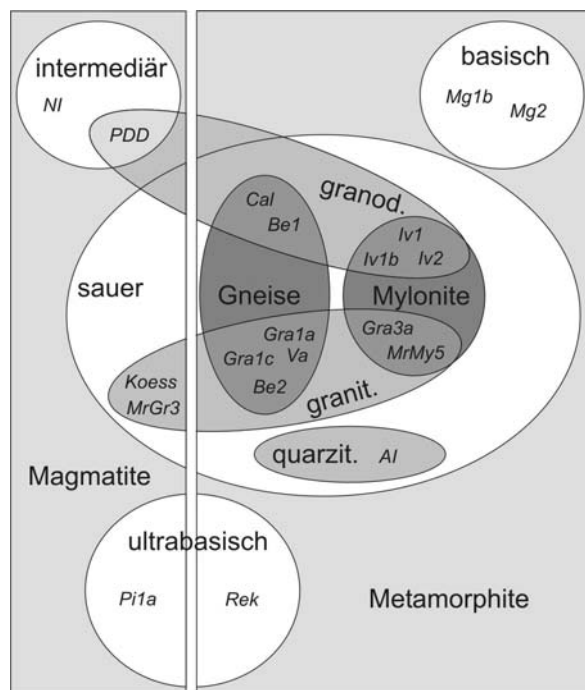 intermediär
NI
PDD
basisch
Mg1b
Mg2
granod.
Cal
Be1
Iv1
Iv1b
Iv2
sauer
Gneise
Mylonite
Gra1a
Gra1c
Va
Be2
Gra3a
MrMy5
Koess
MrGr3
granit.
quarzit.
Al
Magmatite
ultrabasisch
Pi1a
Rek
Metamorphite